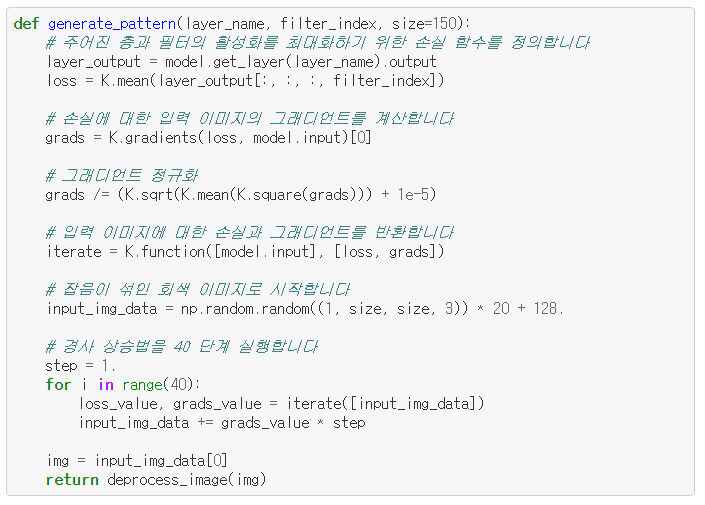 def generate_pattern(layer_name, filter_index, size=150):
    # 주어진 층과 필터의 활성화를 최대화하기 위한 손실 함수를 정의합니다
    layer_output = model.get_layer(layer_name).output
    loss = K.mean(layer_output[:, :, :, filter_index])

    # 손실에 대한 입력 이미지의 그래디언트를 계산합니다
    grads = K.gradients(loss, model.input)[0]

    # 그래디언트 정규화
    grads /= (K.sqrt(K.mean(K.square(grads))) + 1e-5)

    # 입력 이미지에 대한 손실과 그래디언트를 반환합니다
    iterate = K.function([model.input], [loss, grads])

    # 잡음이 섞인 회색 이미지로 시작합니다
    input_img_data = np.random.random((1, size, size, 3)) * 20 + 128.

    # 경사 상승법을 40 단계 실행합니다
    step = 1.
    for i in range(40):
        loss_value, grads_value = iterate([input_img_data])
        input_img_data += grads_value * step

    img = input_img_data[0]
    return deprocess_image(img)